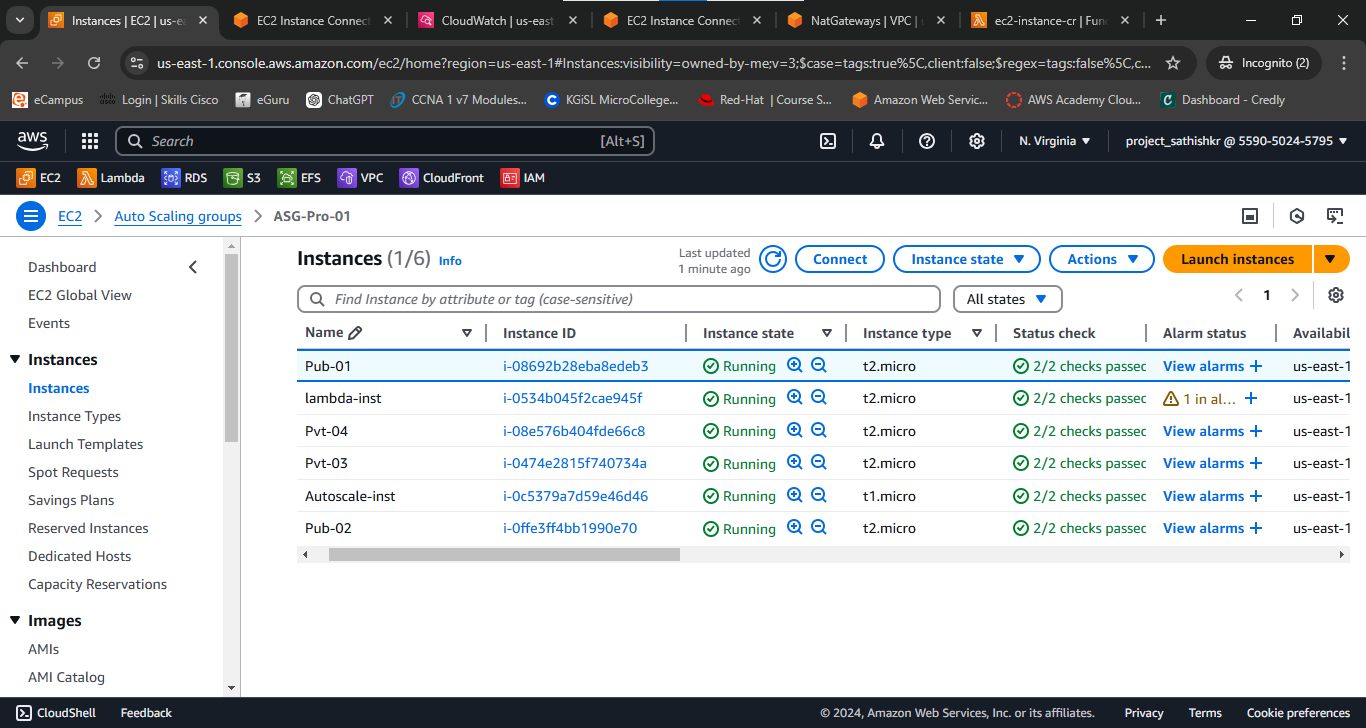 Instances | EC2 | us-ea
EC2 Instance Connect
CloudWatch | us-east
EC2 Instance Connect
NatGateways | VPC |
ec2-instance-cr | Fun
us-east-1.console.aws.amazon.com/ec2/home?region=us-east-1#Instances:visibility=owned-by-me;v=3;$case=tags:true%5C,client:false;$regex=tags:false%5C,c...
Incognito (2)
eCampus
Login | Skills Cisco
eGuru
ChatGPT
CCNA 1 v7 Modules...
KGiSL MicroCollege...
Red-Hat | Course S...
Amazon Web Servic...
AWS Academy Clou...
Dashboard - Credly
aws
Search
[Alt+S]
N. Virginia
project_sathishkr @ 5590-5024-5795
EC2
Lambda
RDS
S3
EFS
VPC
CloudFront
IAM
EC2
Auto Scaling groups
ASG-Pro-01
Dashboard
EC2 Global View
Events
Instances
Instances
Instance Types
Launch Templates
Spot Requests
Savings Plans
Reserved Instances
Dedicated Hosts
Capacity Reservations
Images
AMIs
AMI Catalog
Instances (1/6) Info
Last updated
1 minute ago
Connect
Instance state
Actions
Launch instances
Find Instance by attribute or tag (case-sensitive)
All states
1
Name Instance ID Instance state Instance type Status check Alarm status Availabil
Pub-01 i-08692b28eba8edeb3 Running t2.micro 2/2 checks passec View alarms us-east-1
lambda-inst i-0534b045f2cae945f Running t2.micro 2/2 checks passec 1 in al... us-east-1
Pvt-04 i-08e576b404fde66c8 Running t2.micro 2/2 checks passec View alarms us-east-1
Pvt-03 i-0474e2815f740734a Running t2.micro 2/2 checks passec View alarms us-east-1
Autoscale-inst i-0c5379a7d59e46d46 Running t1.micro 2/2 checks passec View alarms us-east-1
Pub-02 i-0ffe3ff4bb1990e70 Running t2.micro 2/2 checks passec View alarms us-east-1
CloudShell
Feedback
© 2024, Amazon Web Services, Inc. or its affiliates.
Privacy
Terms
Cookie preferences